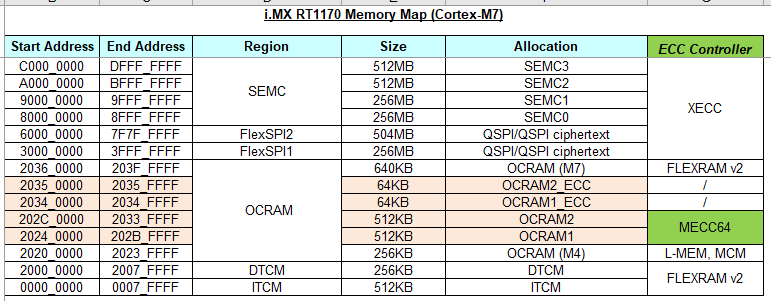 i.MX RT1170 Memory Map (Cortex-M7)
Start Address End Address Region Size Allocation ECC Controller
C000_0000 DFFF_FFFF SEMC 512MB SEMC3 XECC
A000_0000 BFFF_FFFF 512MB SEMC2
9000_0000 9FFF_FFFF 256MB SEMC1
8000_0000 8FFF_FFFF 256MB SEMC0
6000_0000 7F7F_FFFF FlexSPI2 504MB QSPI/QSPI ciphertext
3000_0000 3FFF_FFFF FlexSPI1 256MB QSPI/QSPI ciphertext
2036_0000 203F_FFFF OCRAM 640KB OCRAM (M7) FLEXRAM v2
2035_0000 2035_FFFF 64KB OCRAM2_ECC /
2034_0000 2034_FFFF 64KB OCRAM1_ECC /
202C_0000 2033_FFFF 512KB OCRAM2 MECC64
2024_0000 202B_FFFF 512KB OCRAM1
2020_0000 2023_FFFF 256KB OCRAM (M4) L-MEM, MCM
2000_0000 2007_FFFF DTCM 256KB DTCM FLEXRAM v2
0000_0000 0007_FFFF ITCM 512KB ITCM